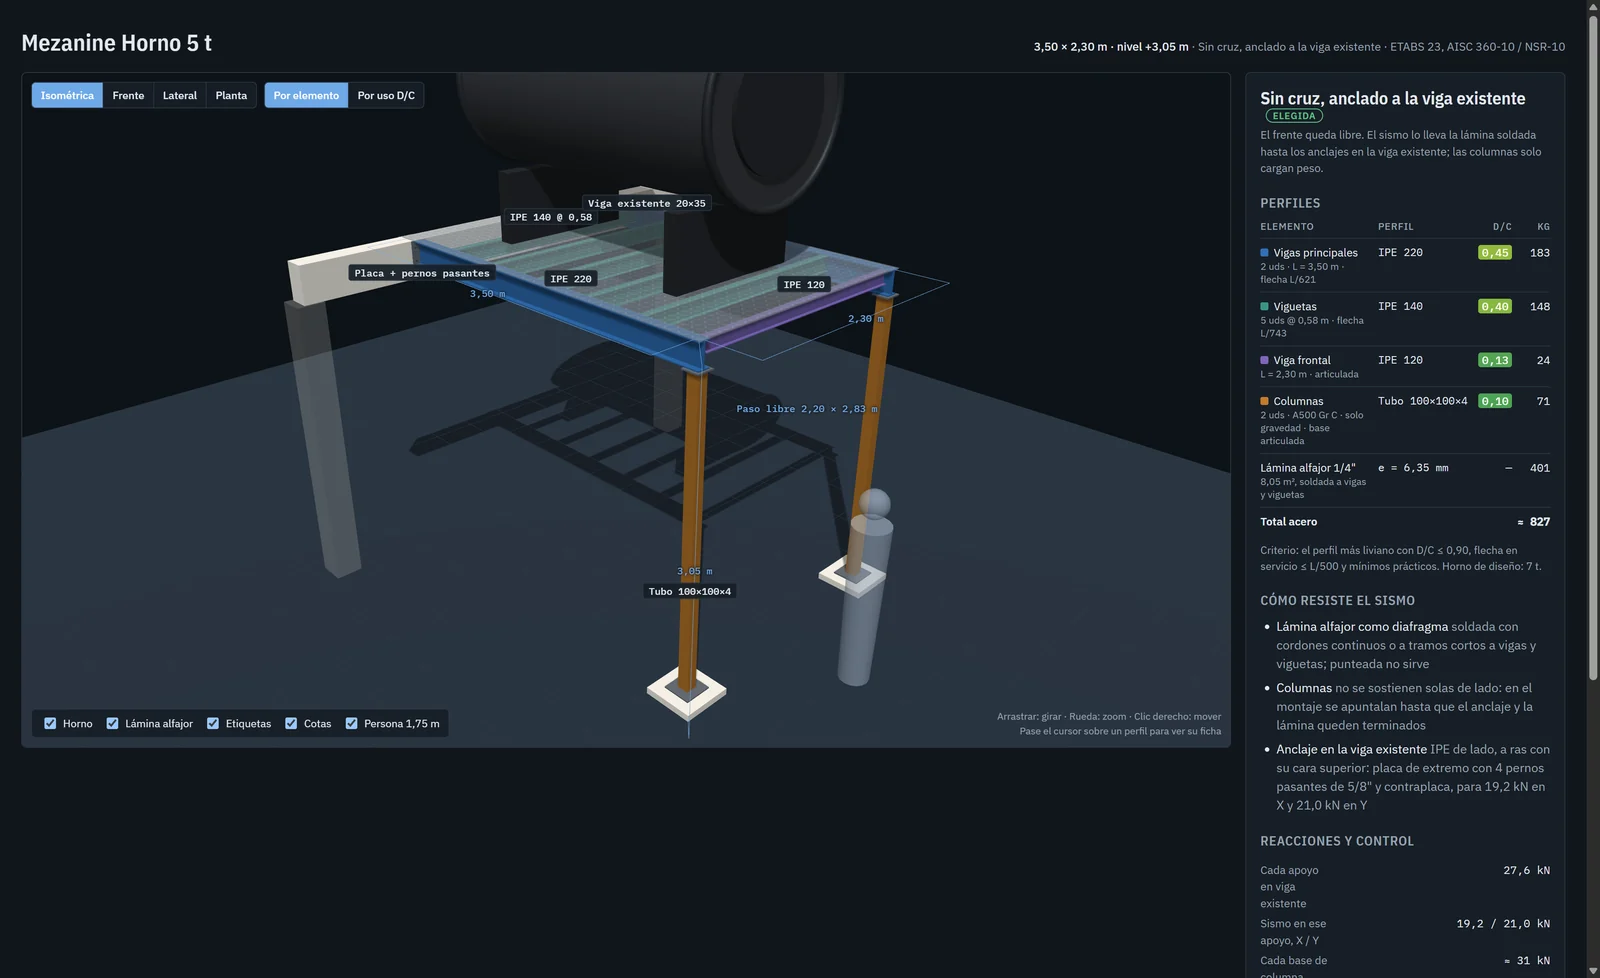 Mezanine Horno 5 t
3,50 × 2,30 m · nivel +3,05 m · Sin cruz, anclado a la viga existente · ETABS 23, AISC 360-10 / NSR-10
Isométrica Frente Lateral Planta Por elemento Por uso D/C
Viga existente 20×35
IPE 140 @ 0,58
Placa + pernos pasantes
IPE 220
IPE 120
3,50 m
2,30 m
Paso libre 2,20 × 2,83 m
3,05 m
Tubo 100×100×4
Horno Lámina alfajor Etiquetas Cotas Persona 1,75 m
Arrastrar: girar · Rueda: zoom · Clic derecho: mover
Pase el cursor sobre un perfil para ver su ficha
Sin cruz, anclado a la viga existente
ELEGIDA
El frente queda libre. El sismo lo lleva la lámina soldada
hasta los anclajes en la viga existente; las columnas solo
cargan peso.
PERFILES
ELEMENTO PERFIL D/C KG
Vigas principales IPE 220 0,45 183
2 uds · L = 3,50 m ·
flecha L/621
Viguetas IPE 140 0,40 148
5 uds @ 0,58 m · flecha
L/743
Viga frontal IPE 120 0,13 24
L = 2,30 m · articulada
Columnas Tubo 100×100×4 0,10 71
2 uds · A500 Gr C · solo
gravedad · base
articulada
Lámina alfajor 1/4" e = 6,35 mm — 401
8,05 m², soldada a vigas
y viguetas
Total acero ≈ 827
Criterio: el perfil más liviano con D/C ≤ 0,90, flecha en
servicio ≤ L/500 y mínimos prácticos. Horno de diseño: 7 t.
CÓMO RESISTE EL SISMO
• Lámina alfajor como diafragma soldada con
cordones continuos o a tramos cortos a vigas y
viguetas; punteada no sirve
• Columnas no se sostienen solas de lado: en el
montaje se apuntalan hasta que el anclaje y la
lámina queden terminados
• Anclaje en la viga existente IPE de lado, a ras con
su cara superior: placa de extremo con 4 pernos
pasantes de 5/8" y contraplaca, para 19,2 kN en
X y 21,0 kN en Y
REACCIONES Y CONTROL
Cada apoyo 27,6 kN
en viga
existente
Sismo en ese 19,2 / 21,0 kN
apoyo, X / Y
Cada base de ≈ 31 kN
columna